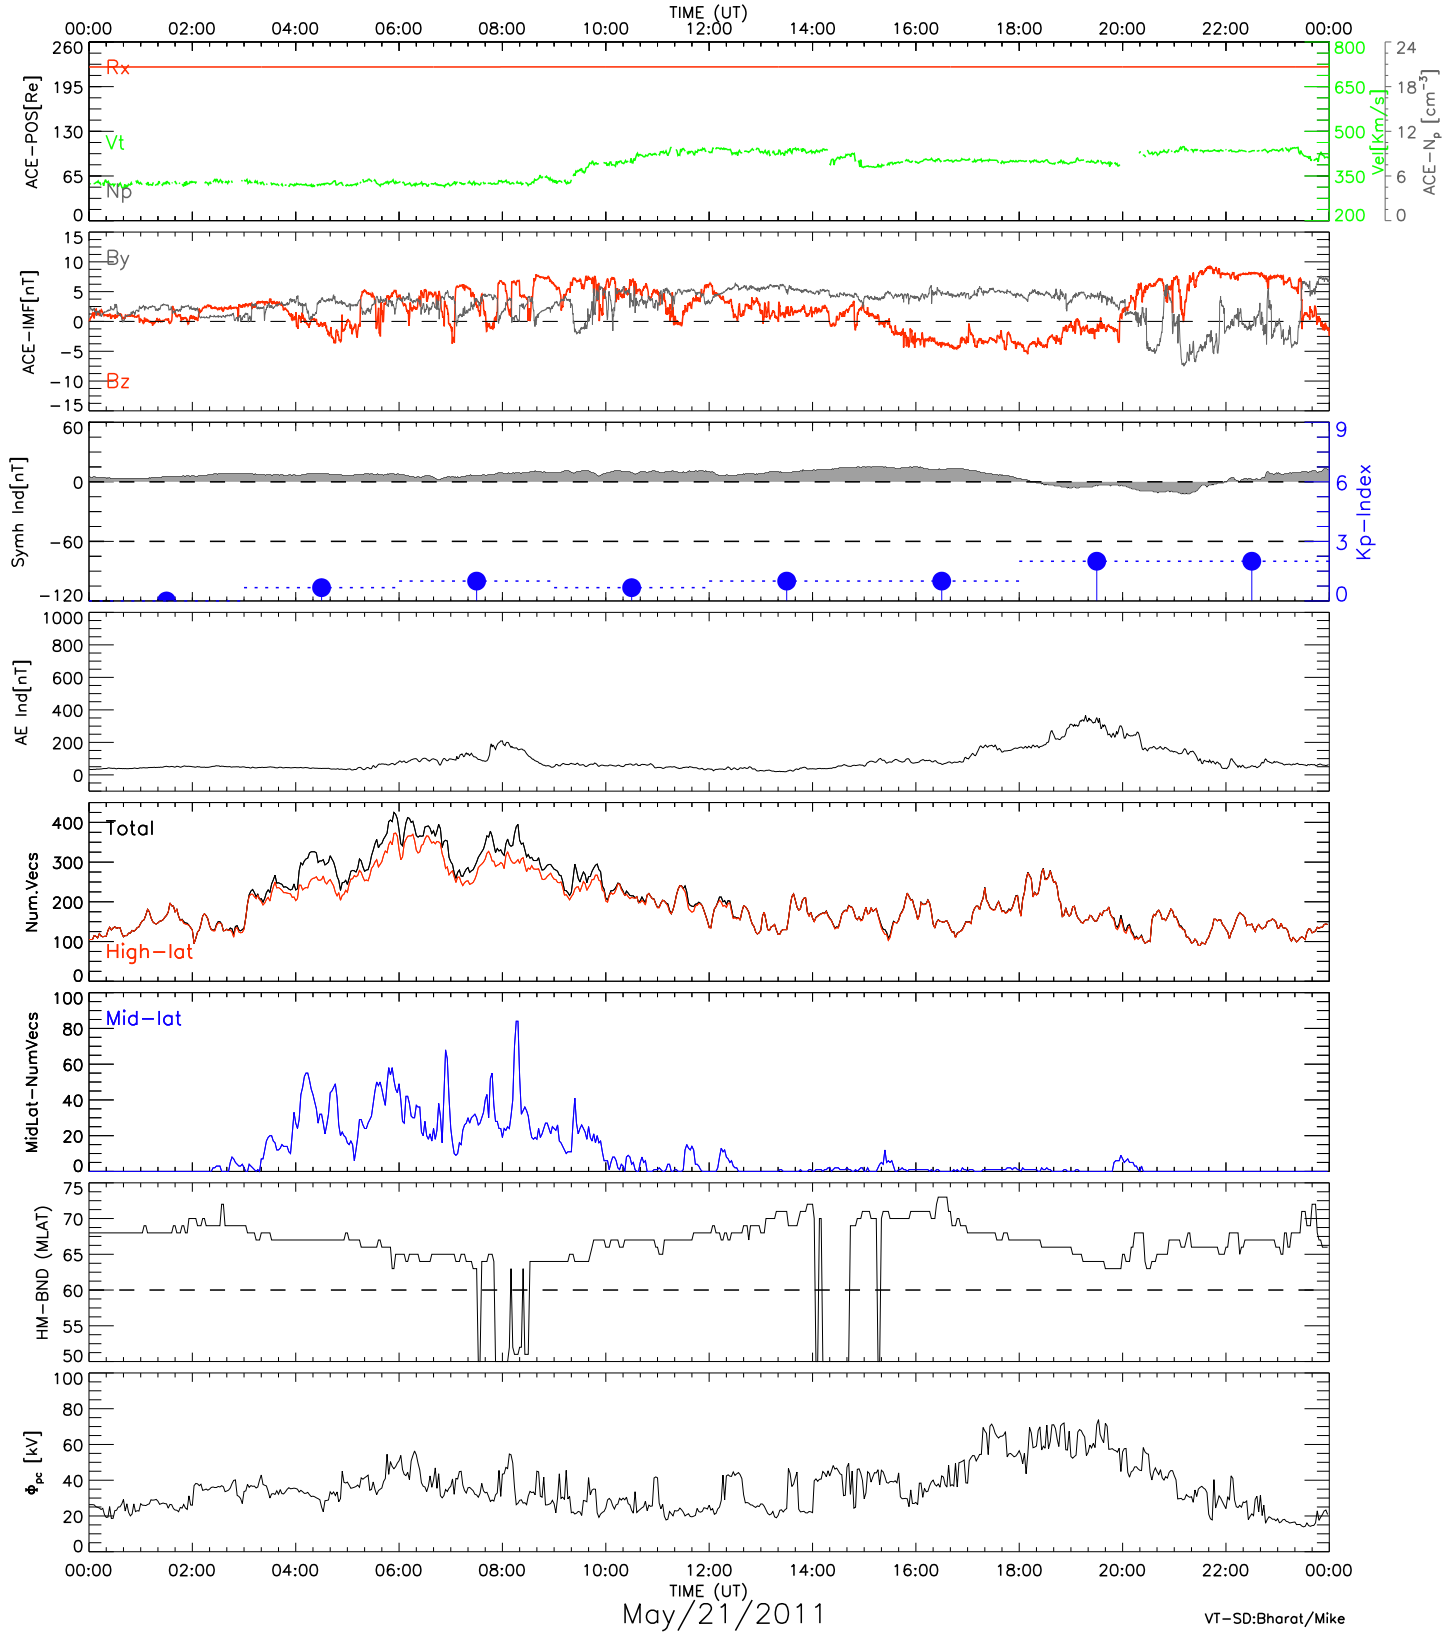 TIME (UT)
00:00 02:00 04:00 06:00 08:00 10:00 12:00 14:00 16:00 18:00 20:00 22:00 00:00
ACE-POS[Re]
260
195
130
65
0
Rx
Vt
Np
800
650
500
350
200
Vel[Km/s]
24
18
12
6
0
ACE-Np [cm-3]
ACE-IMF[nT]
15
10
5
0
-5
-10
-15
By
Bz
Symh Ind[nT]
60
0
-60
-120
9
6
3
0
Kp-Index
AE Ind[nT]
1000
800
600
400
200
0
Num.Vecs
400
300
200
100
0
Total
High-lat
MidLat-NumVecs
100
80
60
40
20
0
Mid-lat
HM-BND (MLAT)
75
70
65
60
55
50
Φpc [kV]
100
80
60
40
20
0
00:00 02:00 04:00 06:00 08:00 10:00 12:00 14:00 16:00 18:00 20:00 22:00 00:00
TIME (UT)
May/21/2011
VT-SD:Bharat/Mike